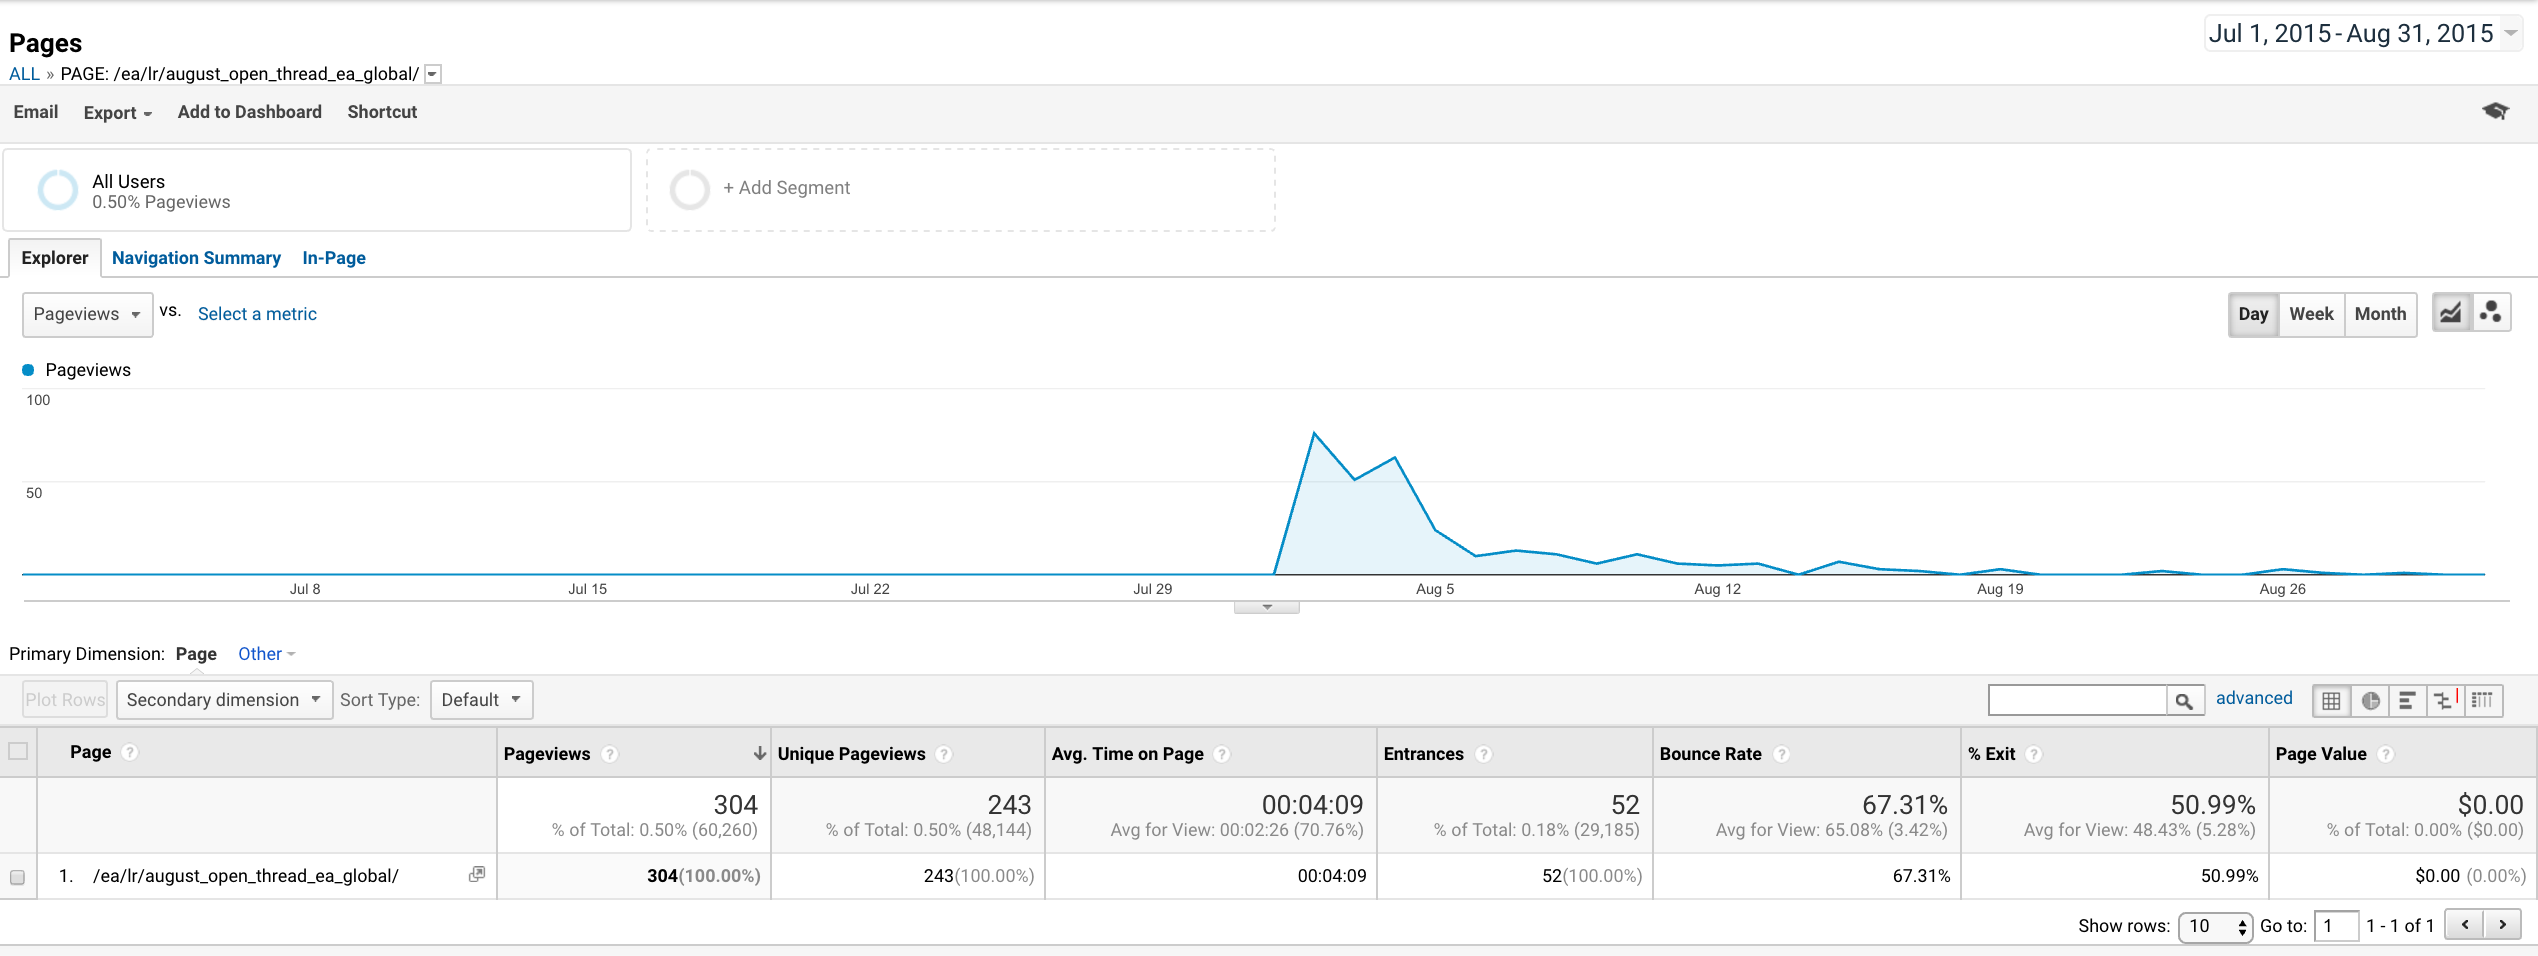 Pages
Jul 1, 2015 - Aug 31, 2015
ALL » PAGE: /ea/lr/august_open_thread_ea_global/
Email Export Add to Dashboard Shortcut
All Users
0.50% Pageviews
+ Add Segment
Explorer Navigation Summary In-Page
Pageviews vs. Select a metric
Day Week Month
Pageviews
100
50
Jul 8 Jul 15 Jul 22 Jul 29 Aug 5 Aug 12 Aug 19 Aug 26
Primary Dimension: Page Other
Plot Rows Secondary dimension Sort Type: Default advanced
Page ? Pageviews ? Unique Pageviews ? Avg. Time on Page ? Entrances ? Bounce Rate ? % Exit ? Page Value ?
304 243 00:04:09 52 67.31% 50.99% $0.00
% of Total: 0.50% (60,260) % of Total: 0.50% (48,144) Avg for View: 00:02:26 (70.76%) % of Total: 0.18% (29,185) Avg for View: 65.08% (3.42%) Avg for View: 48.43% (5.28%) % of Total: 0.00% ($0.00)
1. /ea/lr/august_open_thread_ea_global/ 304(100.00%) 243(100.00%) 00:04:09 52(100.00%) 67.31% 50.99% $0.00 (0.00%)
Show rows: 10 Go to: 1 1 - 1 of 1